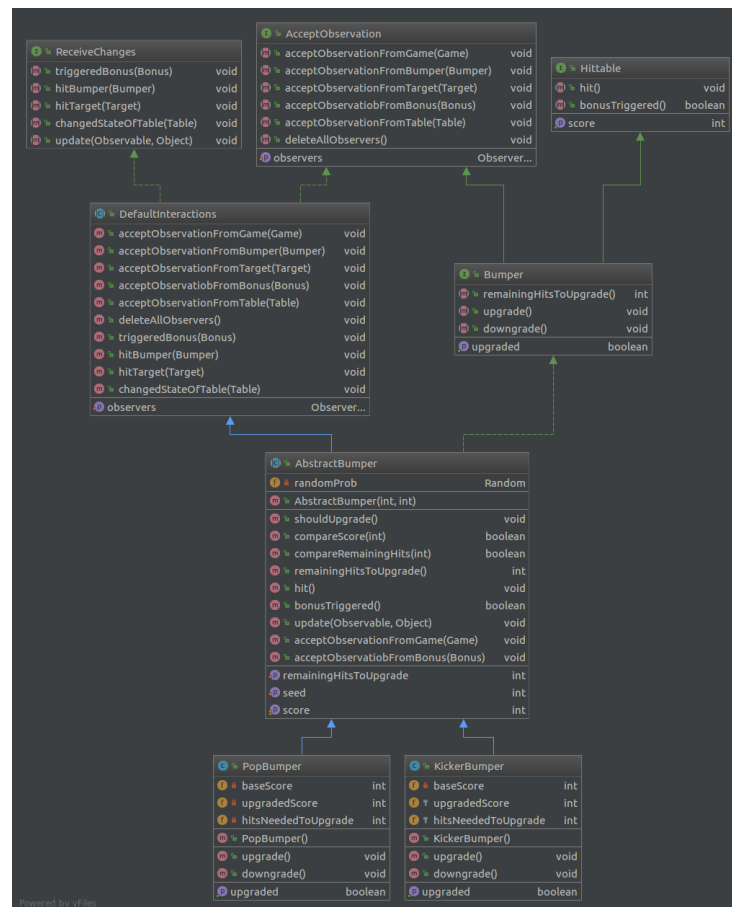 ReceiveChanges
triggeredBonus(Bonus) void
hitBumper(Bumper) void
hitTarget(Target) void
changedStateOfTable(Table) void
update(Observable, Object) void
AcceptObservation
acceptObservationFromGame(Game) void
acceptObservationFromBumper(Bumper) void
acceptObservationFromTarget(Target) void
acceptObservatiobFromBonus(Bonus) void
acceptObservationFromTable(Table) void
deleteAllObservers() void
observers Observer...
Hittable
hit() void
bonusTriggered() boolean
score int
DefaultInteractions
acceptObservationFromGame(Game) void
acceptObservationFromBumper(Bumper) void
acceptObservationFromTarget(Target) void
acceptObservatiobFromBonus(Bonus) void
acceptObservationFromTable(Table) void
deleteAllObservers() void
triggeredBonus(Bonus) void
hitBumper(Bumper) void
hitTarget(Target) void
changedStateOfTable(Table) void
observers Observer...
Bumper
remainingHitsToUpgrade() int
upgrade() void
downgrade() void
upgraded boolean
AbstractBumper
randomProb Random
AbstractBumper(int, int)
shouldUpgrade() void
compareScore(int) boolean
compareRemainingHits(int) boolean
remainingHitsToUpgrade() int
hit() void
bonusTriggered() boolean
update(Observable, Object) void
acceptObservationFromGame(Game) void
acceptObservatiobFromBonus(Bonus) void
remainingHitsToUpgrade int
seed int
score int
PopBumper
baseScore int
upgradedScore int
hitsNeededToUpgrade int
PopBumper()
upgrade() void
downgrade() void
upgraded boolean
KickerBumper
baseScore int
upgradedScore int
hitsNeededToUpgrade int
KickerBumper()
upgrade() void
downgrade() void
upgraded boolean
Powered by yFiles